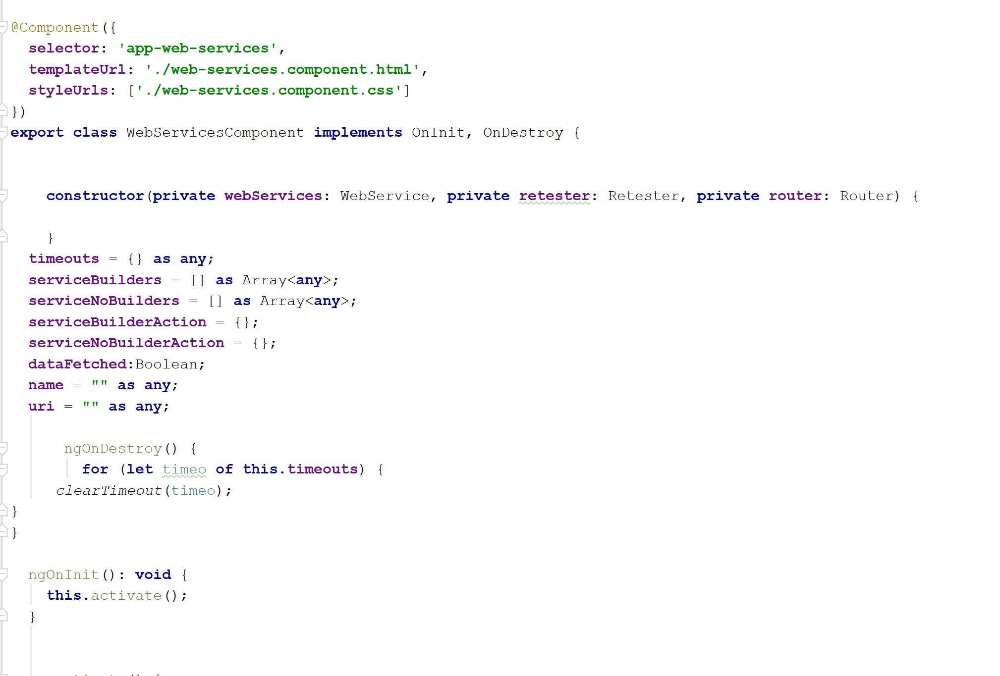 @Component({
  selector: 'app-web-services',
  templateUrl: './web-services.component.html',
  styleUrls: ['./web-services.component.css']
})
export class WebServicesComponent implements OnInit, OnDestroy {
    constructor(private webServices: WebService, private retester: Retester, private router: Router) {
    }
  timeouts = {} as any;
  serviceBuilders = [] as Array<any>;
  serviceNoBuilders = [] as Array<any>;
  serviceBuilderAction = {};
  serviceNoBuilderAction = {};
  dataFetched:Boolean;
  name = "" as any;
  uri = "" as any;
      ngOnDestroy() {
        for (let timeo of this.timeouts) {
     clearTimeout(timeo);
}
}
  ngOnInit(): void {
    this.activate();
  }